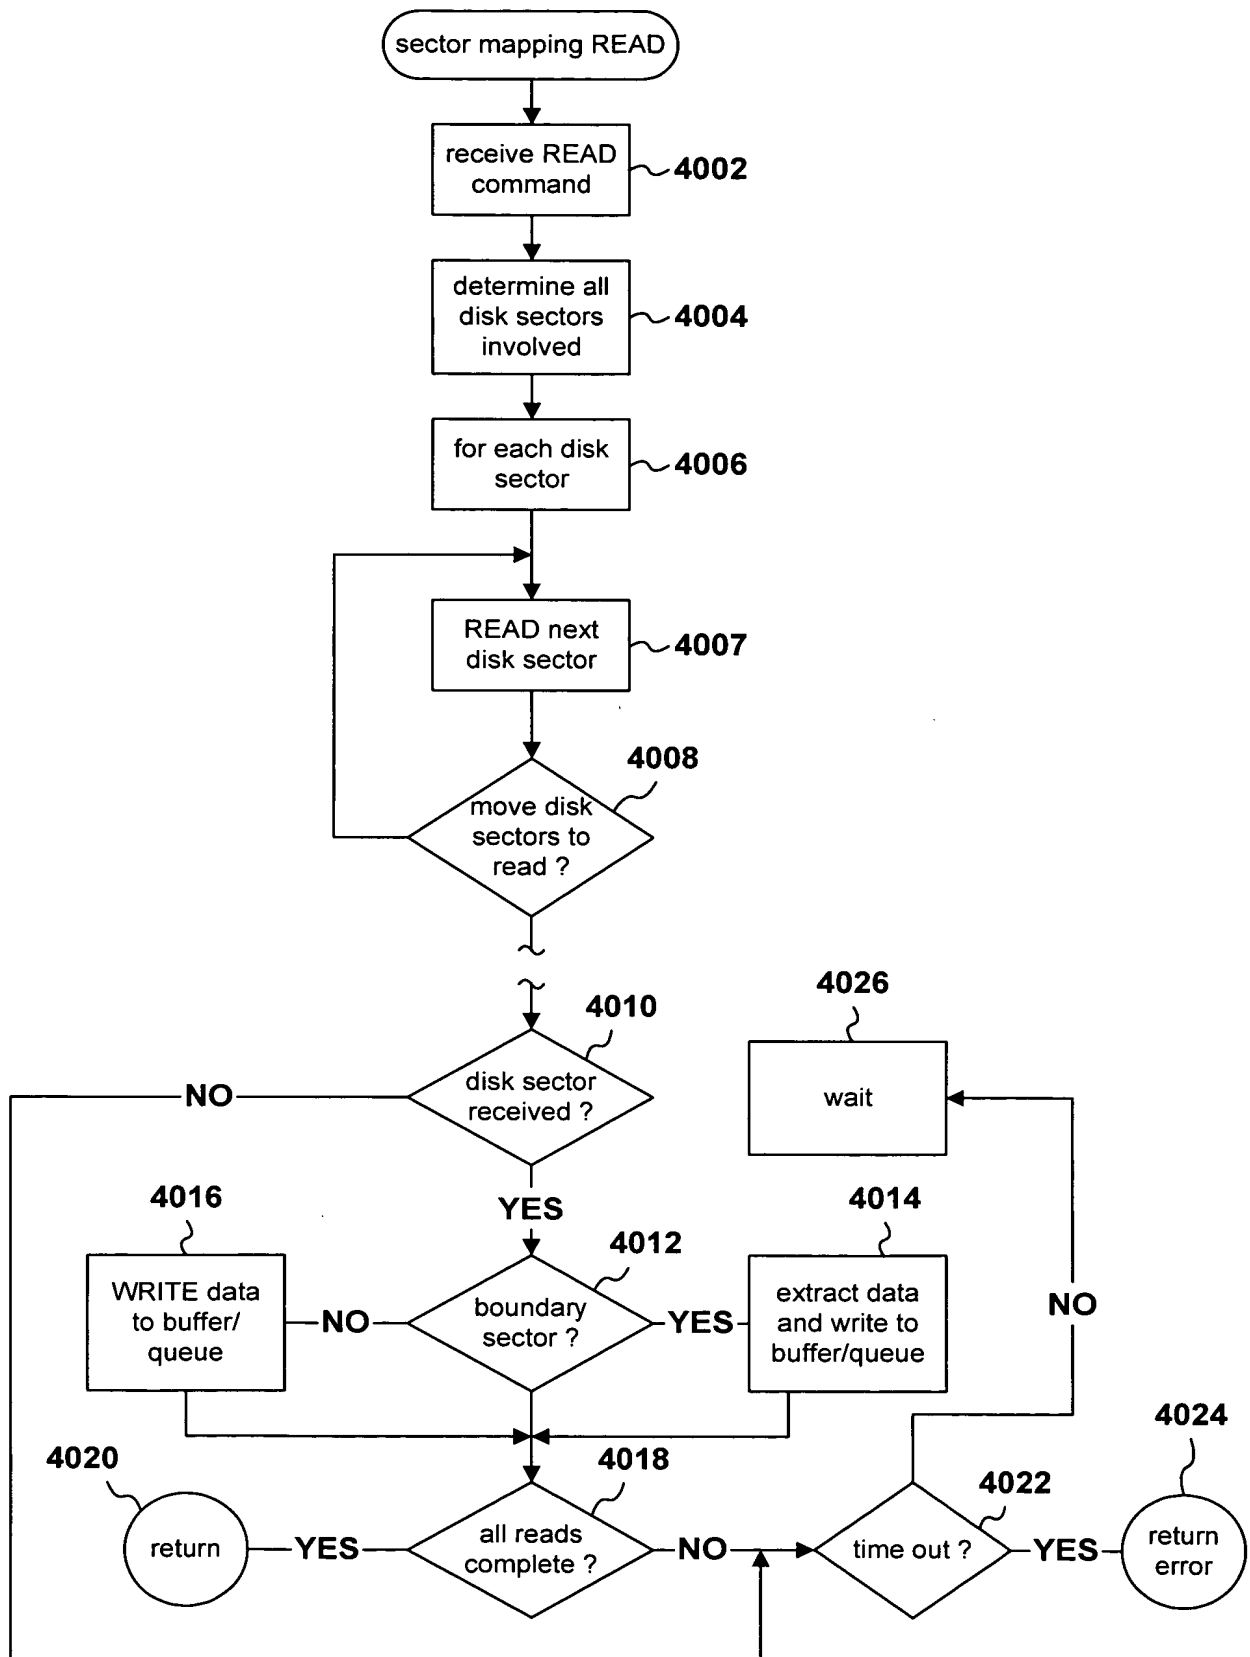 sector mapping READ
receive READ
command
4002
determine all
disk sectors
involved
4004
for each disk
sector
4006
READ next
disk sector
4007
4008
move disk
sectors to
read ?
4010
disk sector
received ?
NO
YES
4026
wait
4016
WRITE data
to buffer/
queue
NO
4012
boundary
sector ?
YES
4014
extract data
and write to
buffer/queue
NO
4020
return
YES
4018
all reads
complete ?
NO
4022
time out ?
YES
4024
return
error